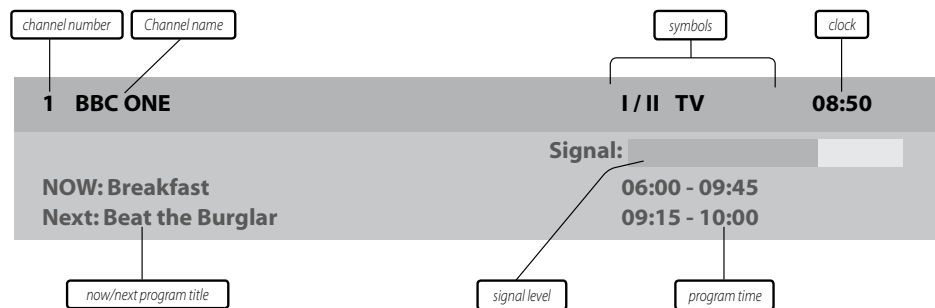 channel number Channel name symbols clock
1 BBC ONE I / II TV 08:50
Signal:
NOW: Breakfast 06:00 - 09:45
Next: Beat the Burglar 09:15 - 10:00
now/next program title signal level program time